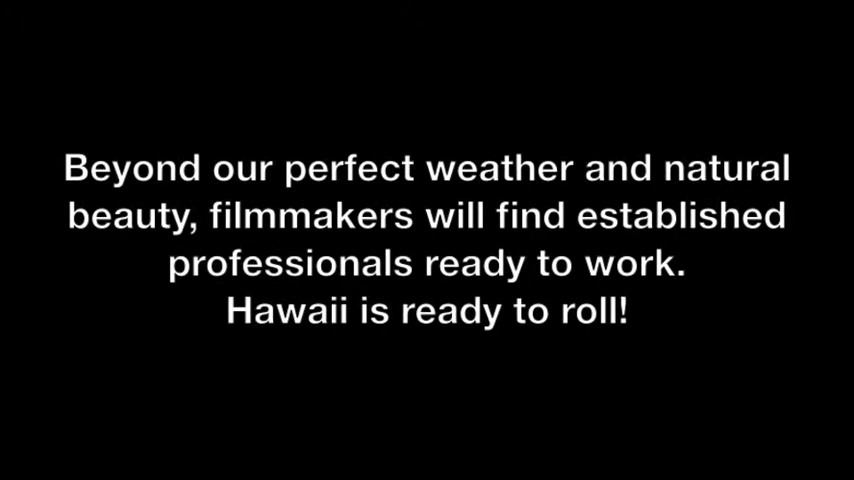 Beyond our perfect weather and natural
beauty, filmmakers will find established
professionals ready to work.
Hawaii is ready to roll!